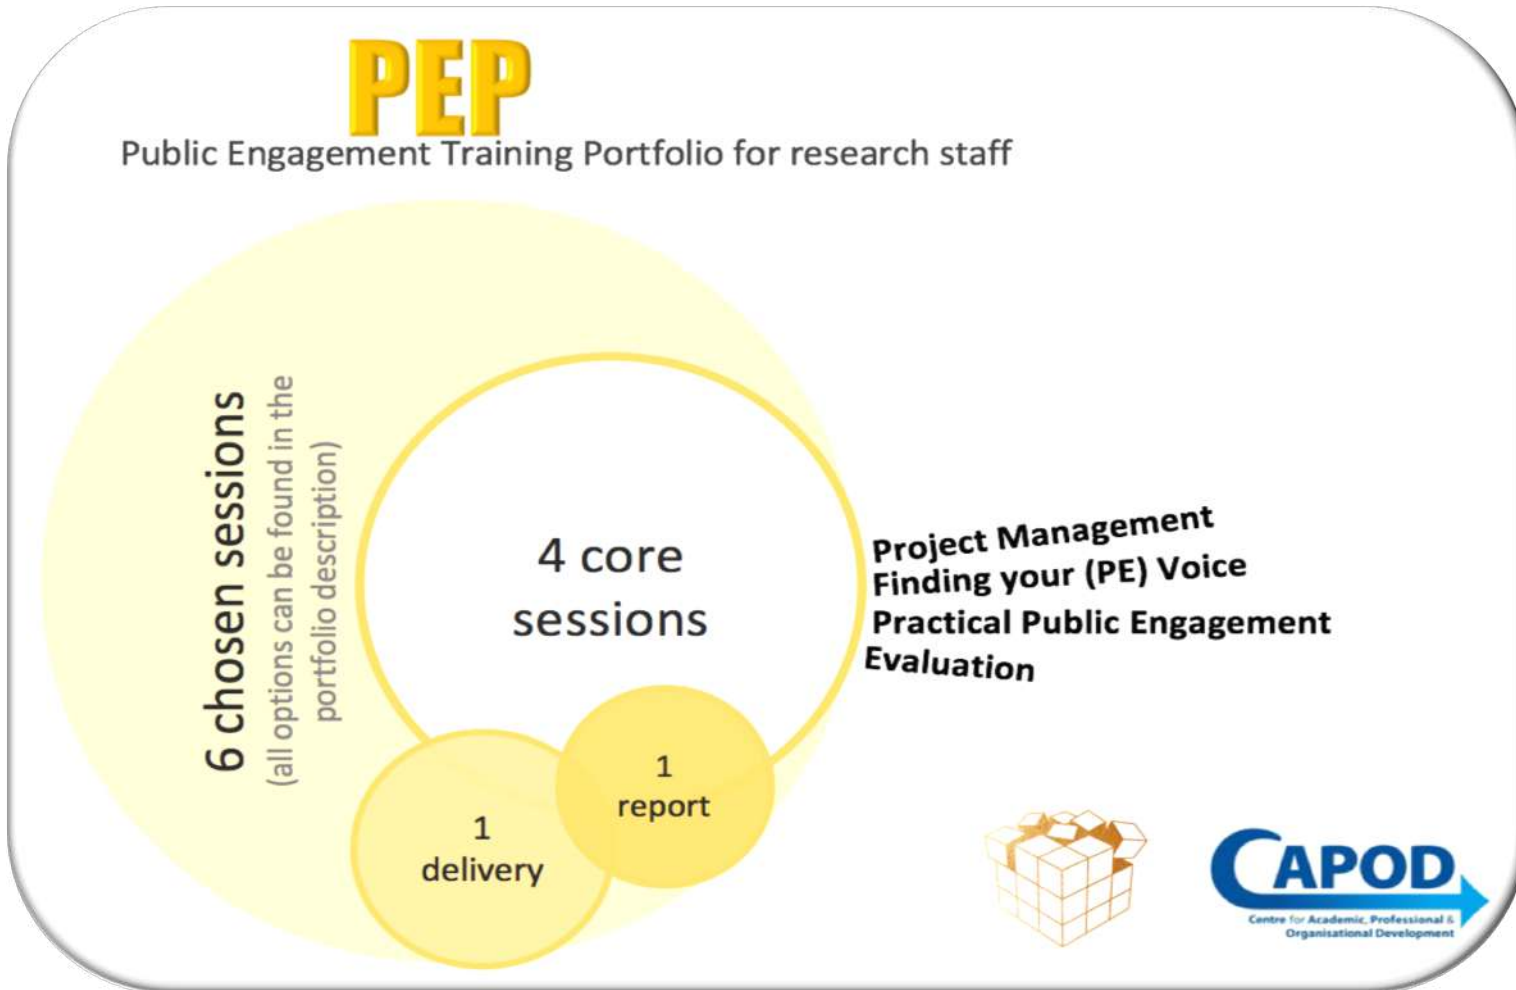 PEP
Public Engagement Training Portfolio for research staff
6 chosen sessions
(all options can be found in the
portfolio description)
4 core
sessions
Project Management
Finding your (PE) Voice
Practical Public Engagement
Evaluation
1
report
1
delivery
CAPOD
Centre for Academic, Professional &
Organisational Development